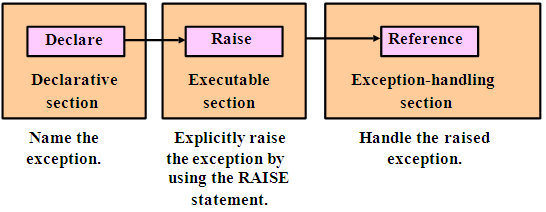 Declare
Declarative
section
Name the
exception.
Raise
Executable
section
Explicitly raise
the exception by
using the RAISE
statement.
Reference
Exception-handling
section
Handle the raised
exception.